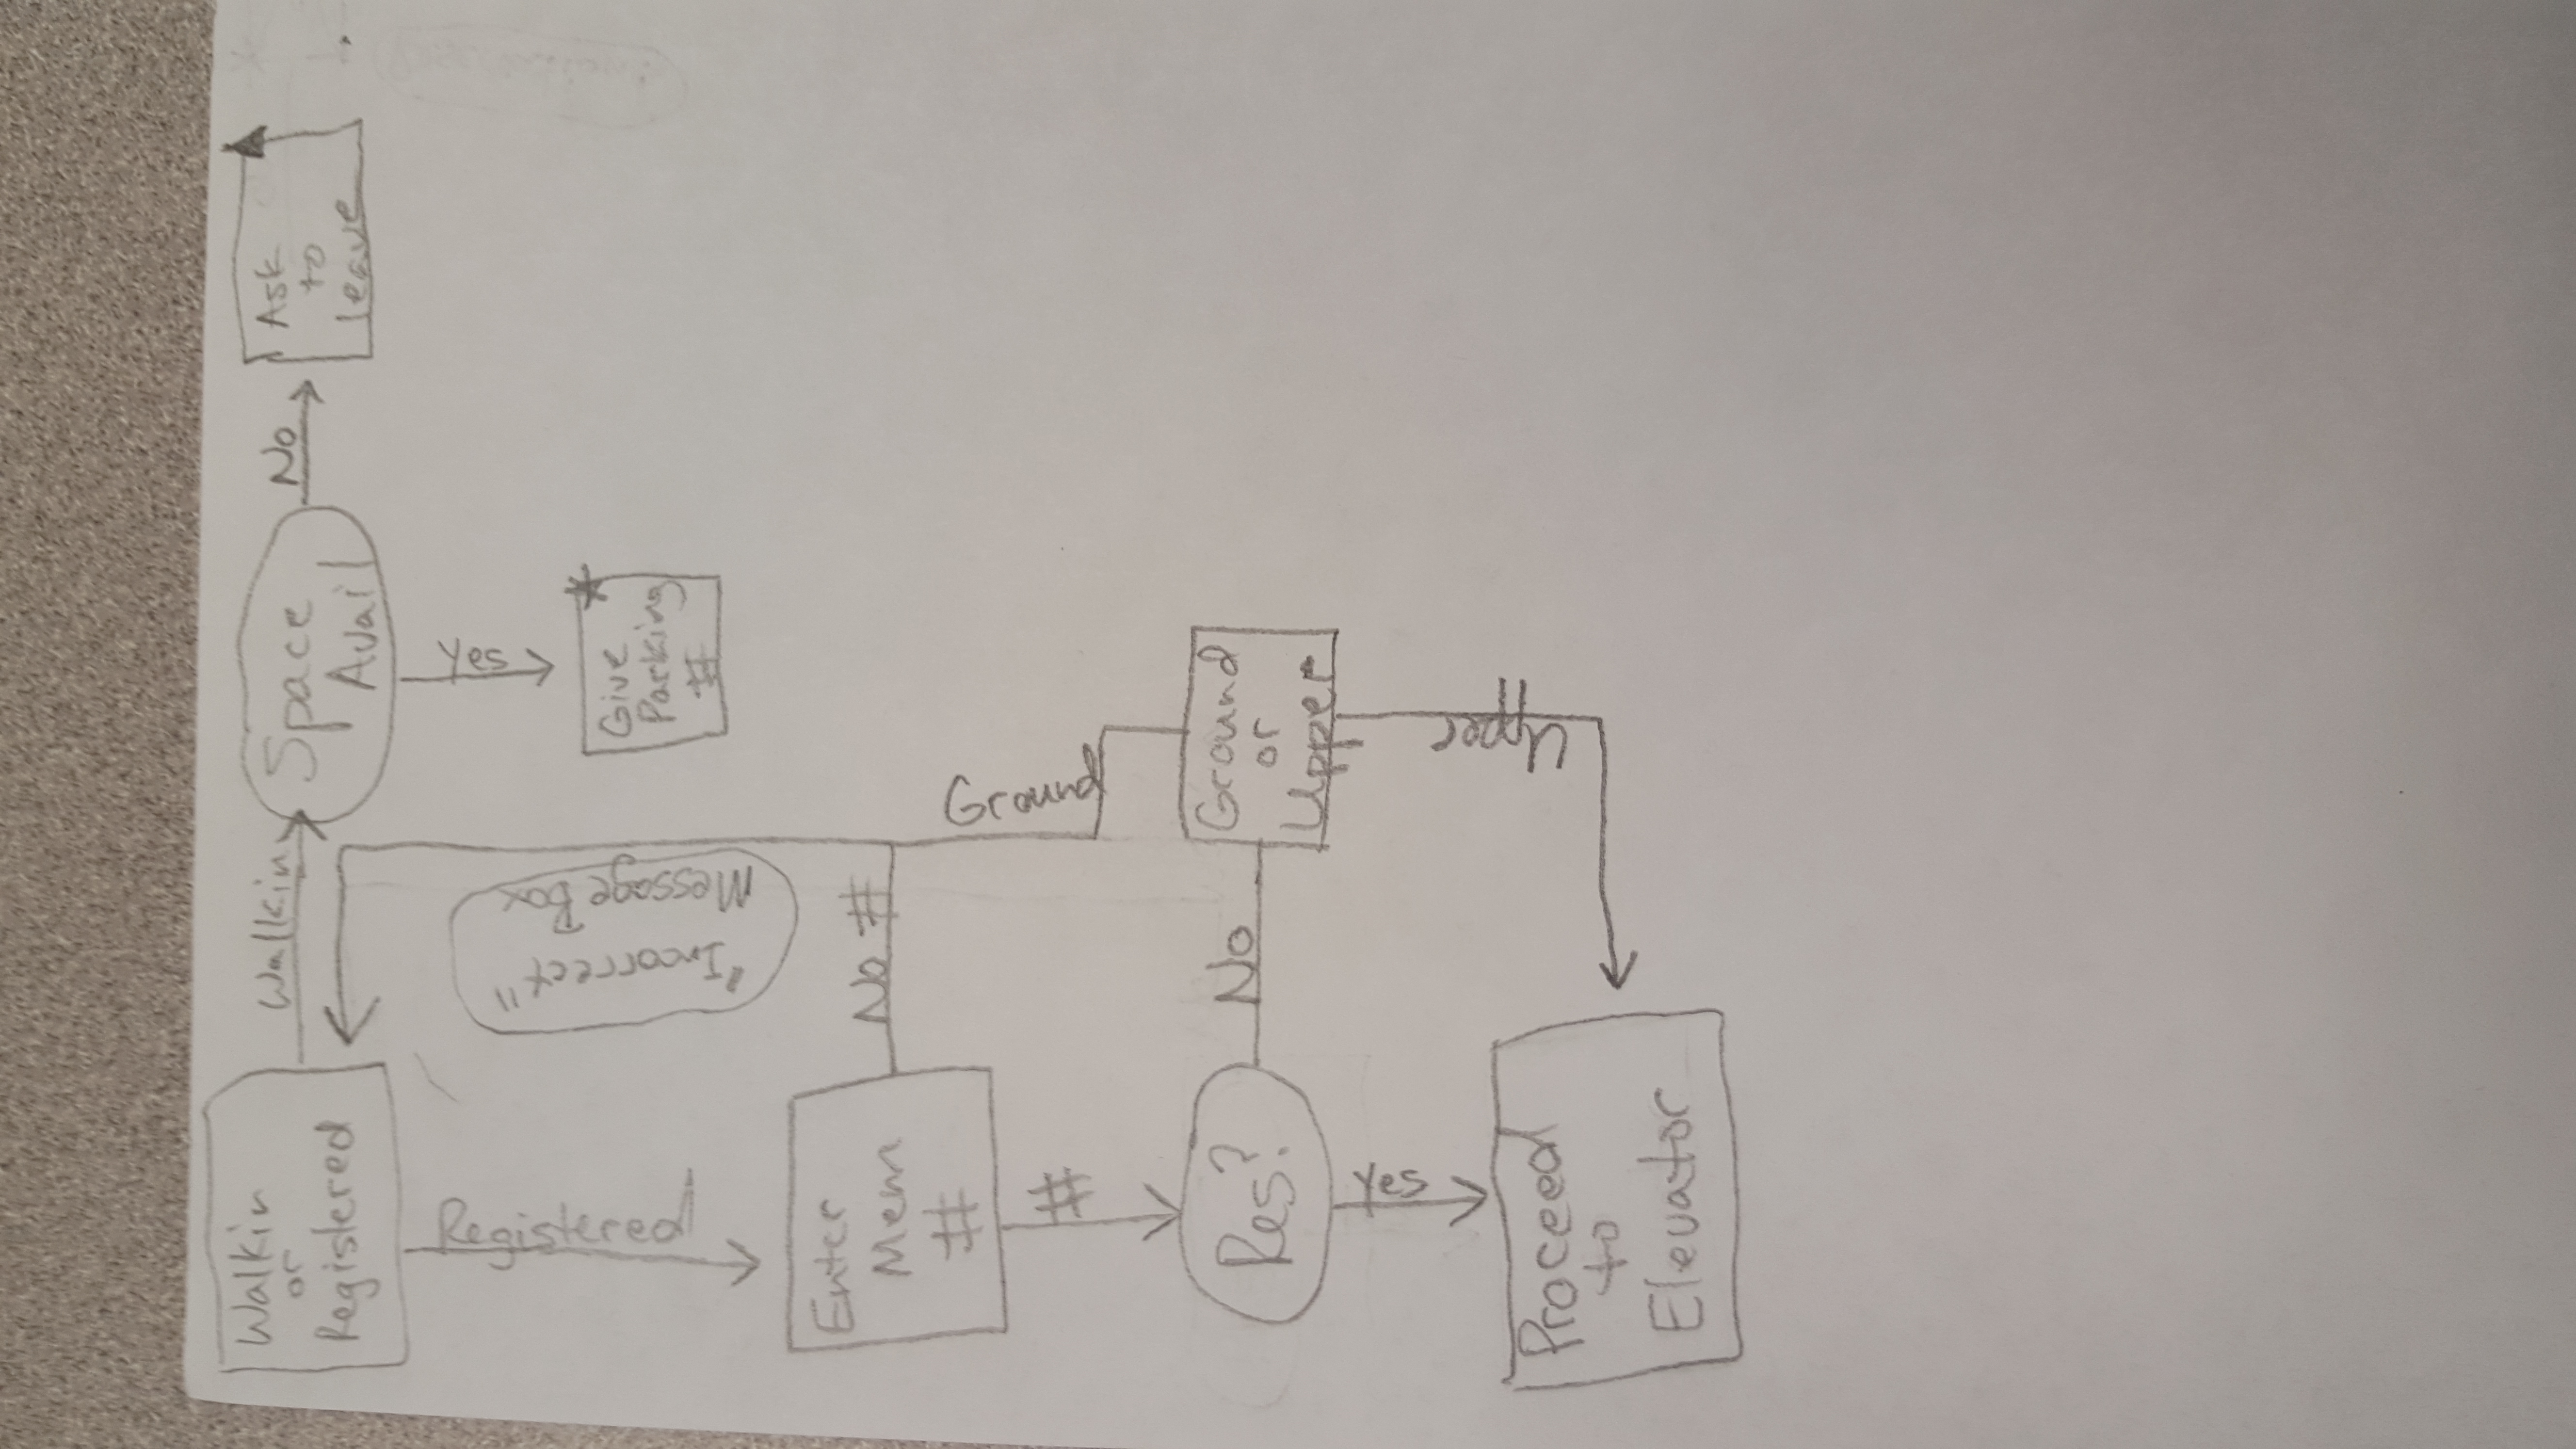 Walkin
or
Registered
Walkin
Space
Avail
No
Ask
to
leave
Registered
"Incorrect"
Message Box
Yes
Give
Parking
#
Enter
Mem
#
No #
Ground
#
Res?
No
Ground
or
Upper
Yes
Upper
Proceed
to
Elevator